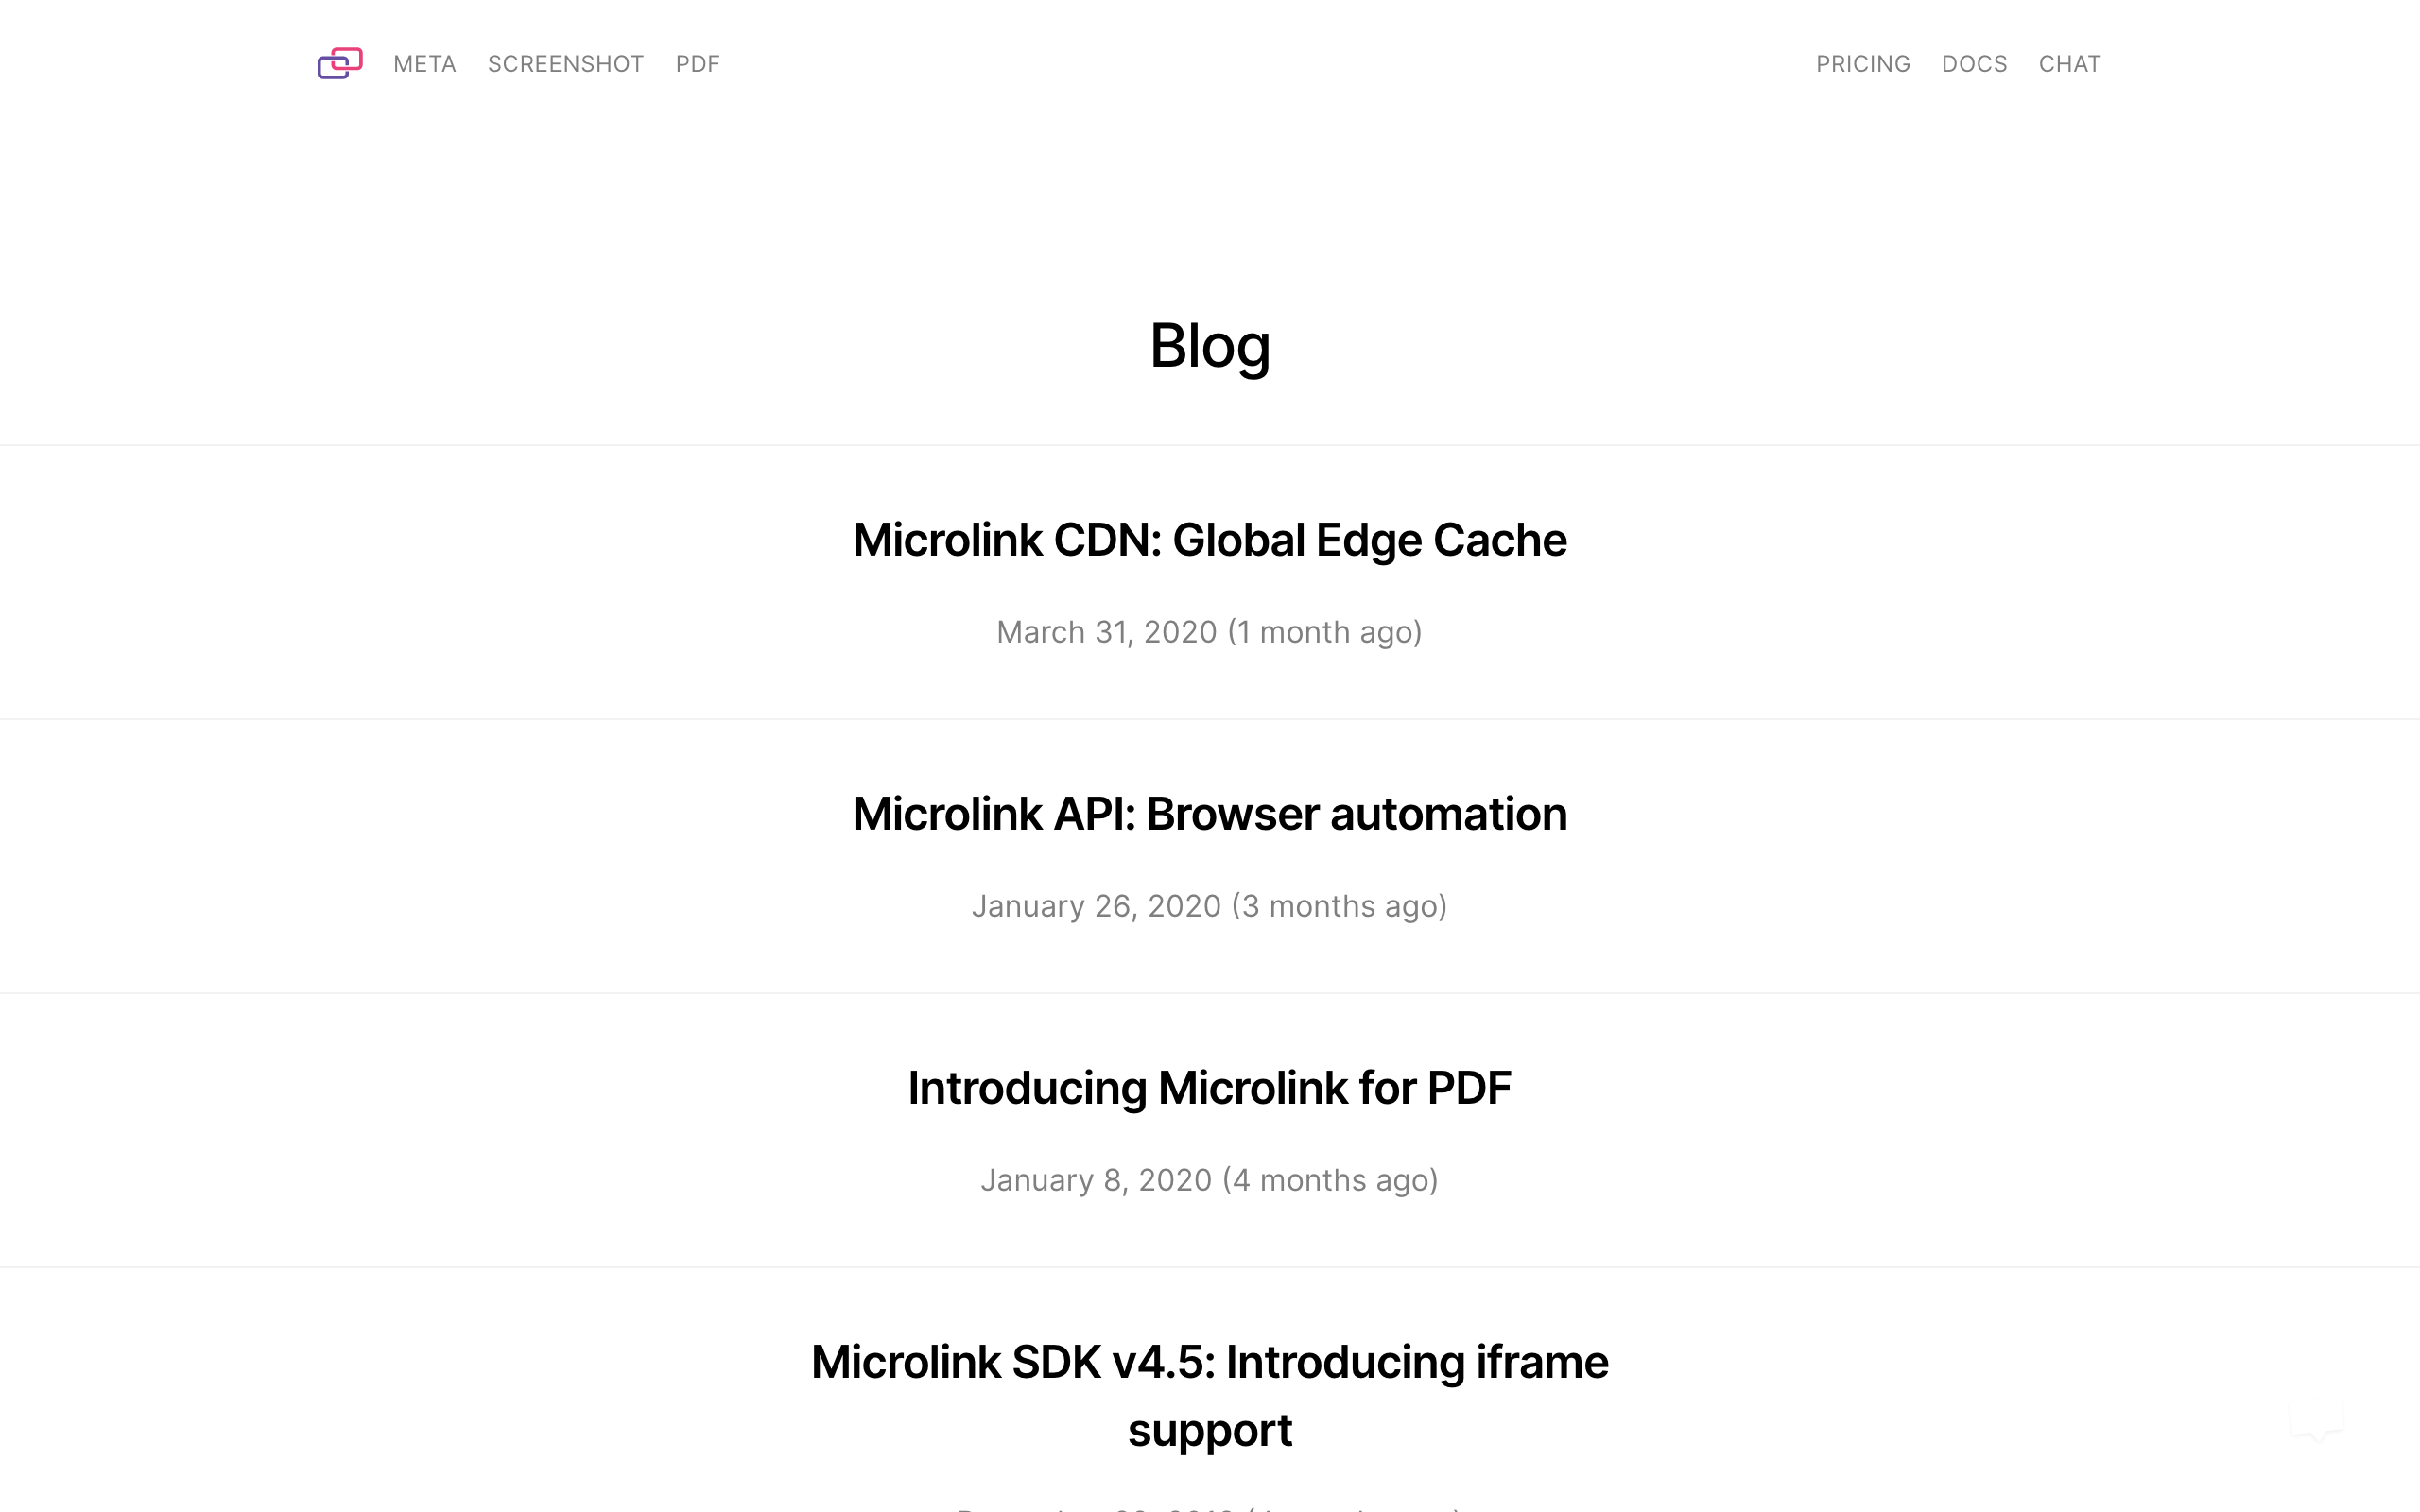 META SCREENSHOT PDF PRICING DOCS CHAT
Blog
Microlink CDN: Global Edge Cache
March 31, 2020 (1 month ago)
Microlink API: Browser automation
January 26, 2020 (3 months ago)
Introducing Microlink for PDF
January 8, 2020 (4 months ago)
Microlink SDK v4.5: Introducing iframe
support